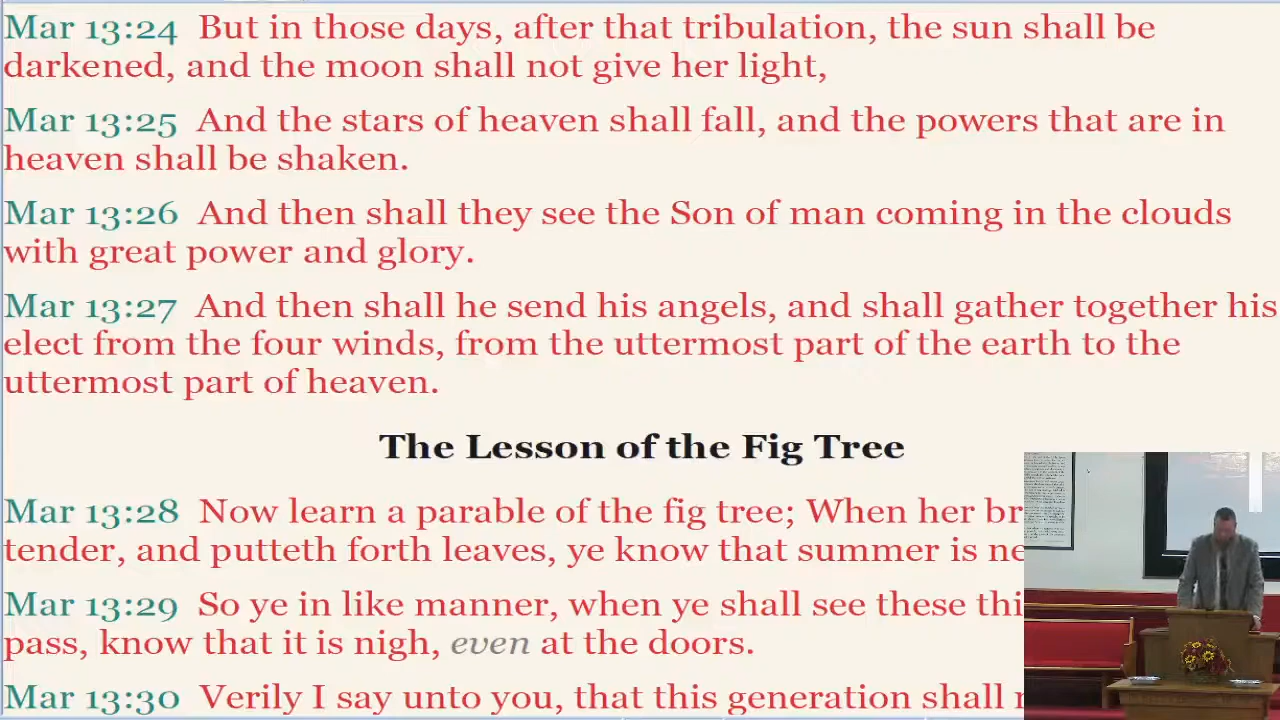 Mar 13:24 But in those days, after that tribulation, the sun shall be
darkened, and the moon shall not give her light,
Mar 13:25 And the stars of heaven shall fall, and the powers that are in
heaven shall be shaken.
Mar 13:26 And then shall they see the Son of man coming in the clouds
with great power and glory.
Mar 13:27 And then shall he send his angels, and shall gather together his
elect from the four winds, from the uttermost part of the earth to the
uttermost part of heaven.
The Lesson of the Fig Tree
Mar 13:28 Now learn a parable of the fig tree; When her
tender, and putteth forth leaves, ye know that summer is
Mar 13:29 So ye in like manner, when ye shall see these
pass, know that it is nigh, even at the doors.
Mar 13:30 Verily I say unto you, that this generation shall